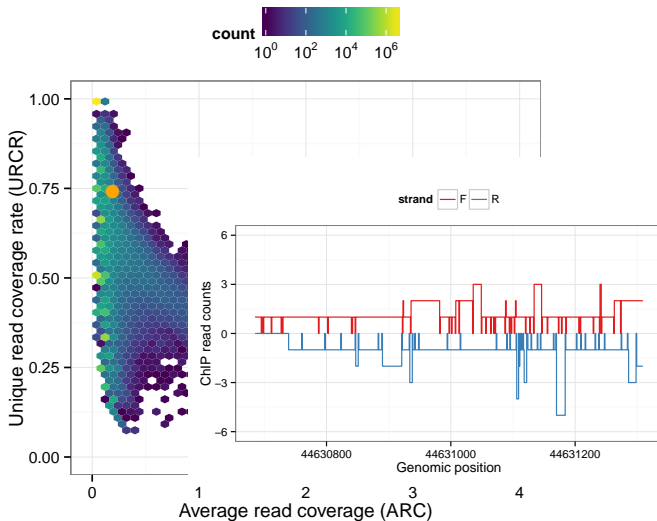 count
10^0 10^2 10^4 10^6
Unique read coverage rate (URCR)
1.00
0.75
0.50
0.25
0.00
0 1 2 3 4
Average read coverage (ARC)
strand F R
ChIP read counts
6
3
0
−3
−6
44630800 44631000 44631200
Genomic position